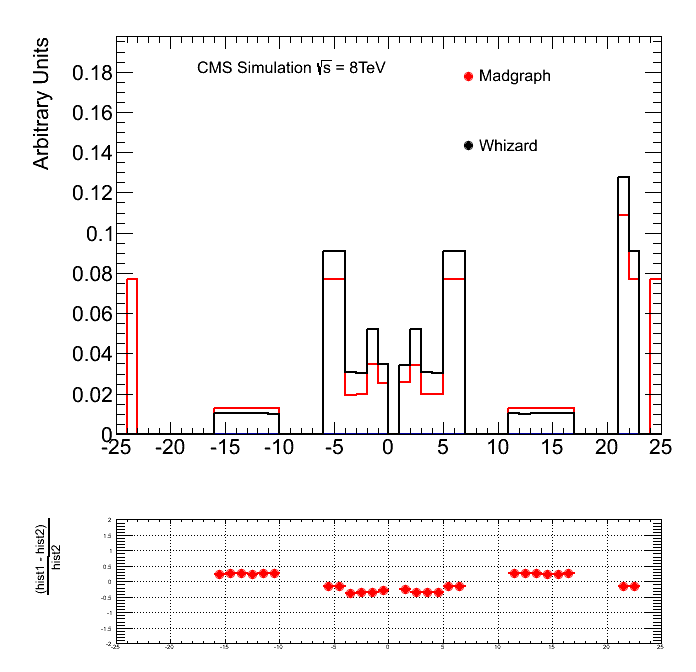 Arbitrary Units
CMS Simulation √s = 8TeV
Madgraph
Whizard
0.18
0.16
0.14
0.12
0.1
0.08
0.06
0.04
0.02
0
-25 -20 -15 -10 -5 0 5 10 15 20 25
(hist1 - hist2)
hist2
2
1.5
1
0.5
0
-0.5
-1
-1.5
-2
-25 -20 -15 -10 -5 0 5 10 15 20 25